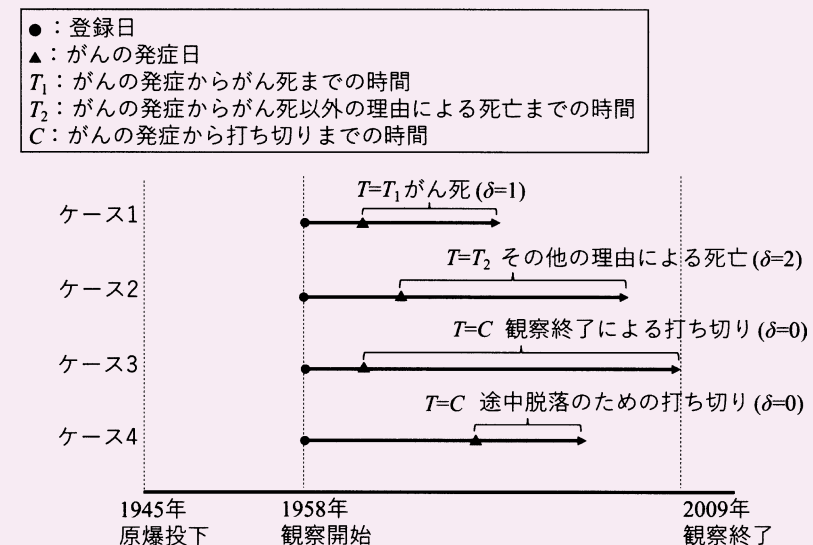 ●：登録日
▲：がんの発症日
T₁：がんの発症からがん死までの時間
T₂：がんの発症からがん死以外の理由による死亡までの時間
C：がんの発症から打ち切りまでの時間
T=T₁がん死(δ=1)
ケース1
T=T₂ その他の理由による死亡(δ=2)
ケース2
T=C 観察終了による打ち切り(δ=0)
ケース3
T=C 途中脱落のための打ち切り(δ=0)
ケース4
1945年 1958年 2009年
原爆投下 観察開始 観察終了